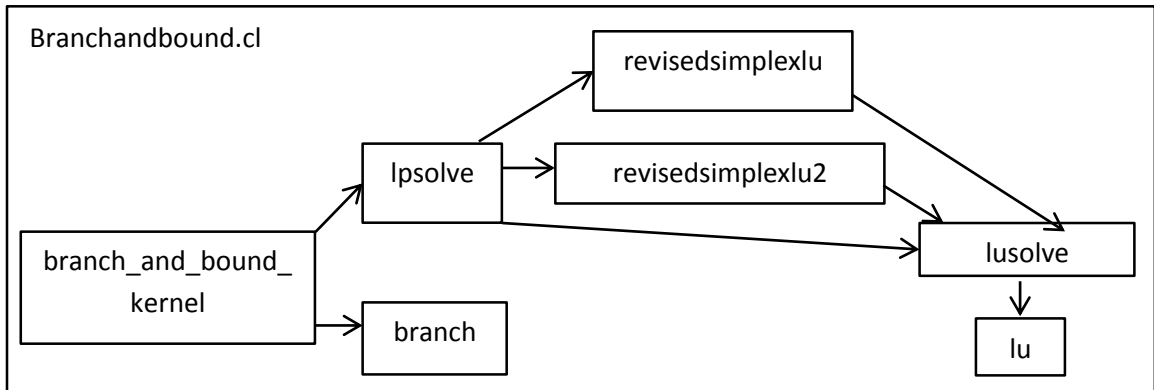 Branchandbound.cl
revisedsimplexlu
lpsolve
revisedsimplexlu2
branch_and_bound_
kernel
lusolve
branch
lu